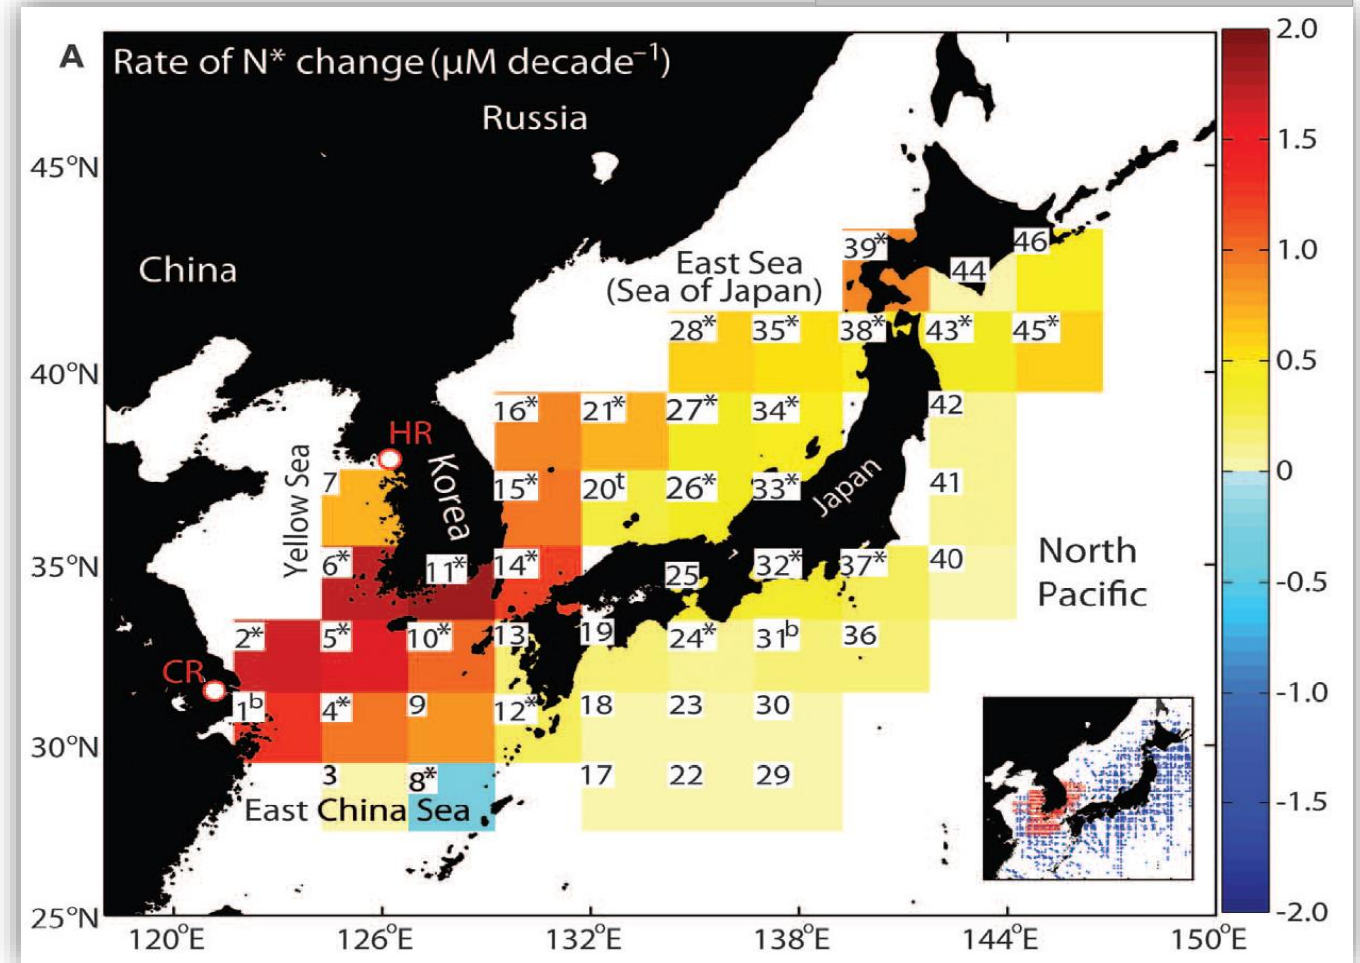 A
Rate of N* change (μM decade⁻¹)
Russia
China
East Sea
(Sea of Japan)
Yellow Sea
HR
Korea
Japan
North
Pacific
CR
East China Sea
39*
46
44
28*
35*
38*
43*
45*
16*
21*
27*
34*
42
7
15*
20ᵗ
26*
33*
41
6*
11*
14*
25
32*
37*
40
2*
5*
10*
13
19
24*
31ᵇ
36
1ᵇ
4*
9
12*
18
23
30
3
8*
17
22
29
45°N
40°N
35°N
30°N
25°N
120°E
126°E
132°E
138°E
144°E
150°E
2.0
1.5
1.0
0.5
0
-0.5
-1.0
-1.5
-2.0